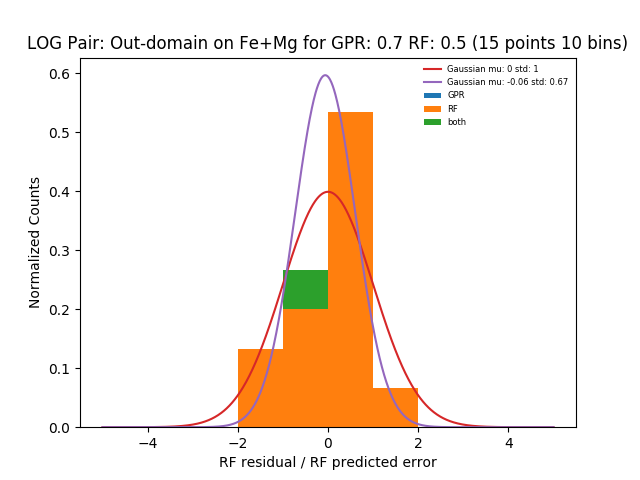 LOG Pair: Out-domain on Fe+Mg for GPR: 0.7 RF: 0.5 (15 points 10 bins)
Gaussian mu: 0 std: 1
Gaussian mu: -0.06 std: 0.67
GPR
RF
both
Normalized Counts
0.6
0.5
0.4
0.3
0.2
0.1
0.0
−4
−2
0
2
4
RF residual / RF predicted error